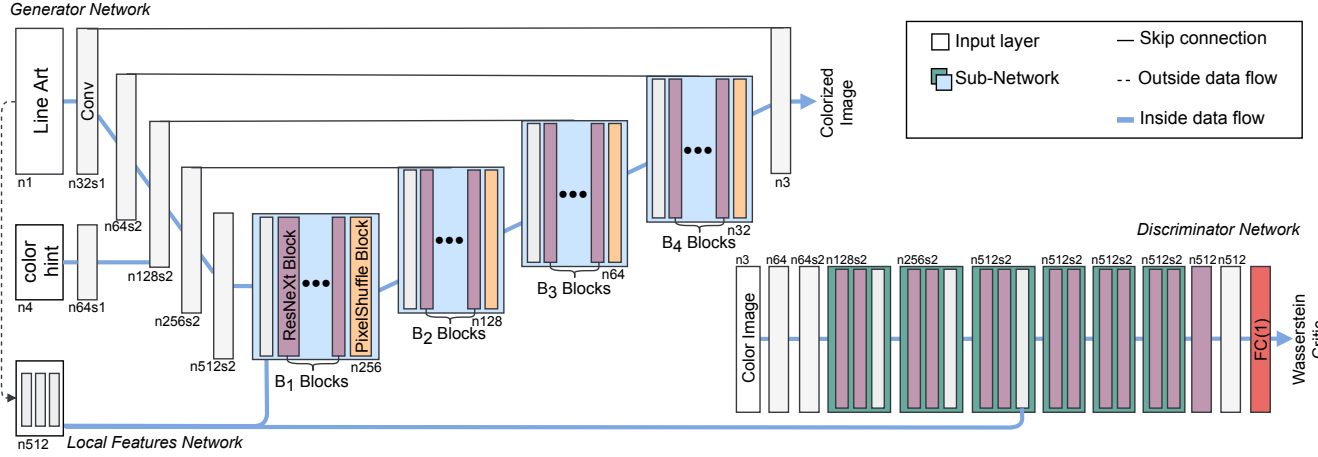 Generator Network
Line Art
n1
Conv
n32s1
n64s2
n128s2
n256s2
n512s2
color
hint
n4
n64s1
n512
Local Features Network
ResNeXt Block
•••
PixelShuffle Block
B1 Blocks
n256
•••
B2 Blocks
n128
•••
B3 Blocks
n64
•••
B4 Blocks
n32
n3
Colorized
Image
Input layer
Sub-Network
Skip connection
Outside data flow
Inside data flow
Discriminator Network
n3 n64 n64s2 n128s2 n256s2 n512s2 n512s2 n512s2 n512s2 n512 n512
Color Image
FC(1)
Wasserstein
Critic